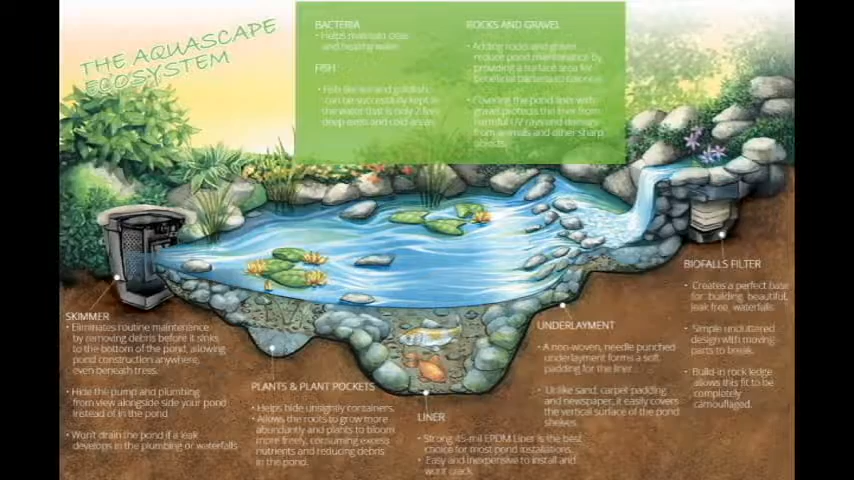 THE AQUASCAPE
ECOSYSTEM
BACTERIA
• Helps maintain clear
and healthy water.
FISH
• Fish like koi and goldfish
can be successfully kept in
the water that is only 2 feet
deep even and cold areas.
ROCKS AND GRAVEL
• Adding rocks and gravel
reduce pond maintenance by
providing a surface area for
beneficial bacteria to
• Covering the pond liner with
gravel protects the liner from
harmful UV rays and damage
from animals and other sharp
objects.
SKIMMER
• Eliminates routine maintenance
by removing debris before it sinks
to the bottom of the pond, allowing
pond construction anywhere,
even beneath tress.
• Hide the pump and plumbing
from view alongside side your pond
instead of in the pond
• Won't drain the pond if a leak
develops in the plumbing or waterfalls
PLANTS & PLANT POCKETS
• Helps hide unsightly containers.
• Allows the roots to grow more
abundantly and plants to bloom
more freely, consuming excess
nutrients and reducing debris
in the pond.
LINER
• Strong 45-mil EPDM Liner is the best
choice for most pond installations.
• Easy and inexpensive to install and
won't crack.
UNDERLAYMENT
• A non-woven, needle punched
underlayment forms a soft
padding for the liner.
• Unlike sand, carpet padding
and newspaper, it easily covers
the vertical surface of the pond
shelves.
BIOFALLS FILTER
• Creates a perfect base
for: building, beautiful,
leak free, waterfalls.
• Simple uncluttered
design with moving
parts to break.
• Build-in rock ledge
allows this fit to be
completely
camouflaged.